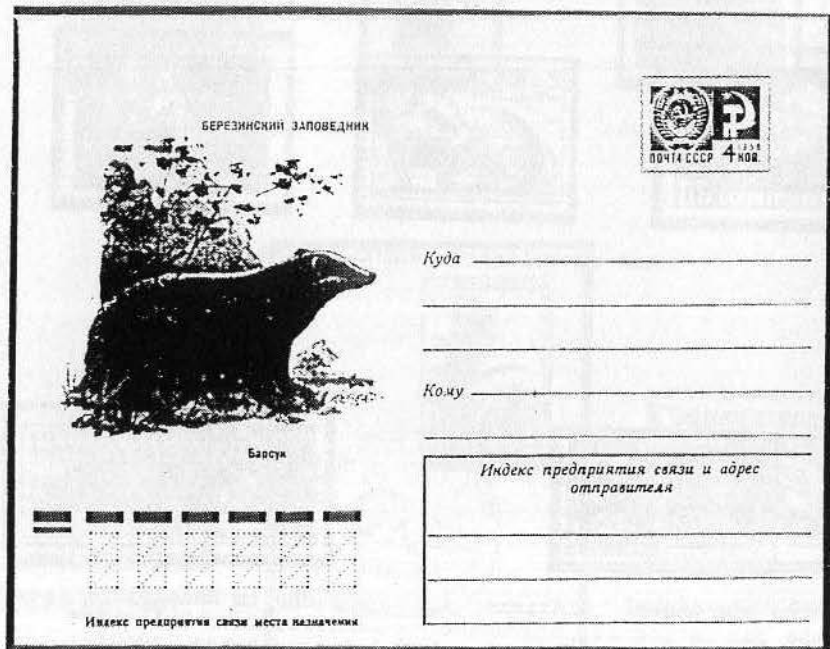 БЕРЕЗИНСКИЙ ЗАПОВЕДНИК
ПОЧТА СССР 4 КОП.
Куда
Кому
Барсук
Индекс предприятия связи и адрес
отправителя
Индекс предприятия связи места назначения